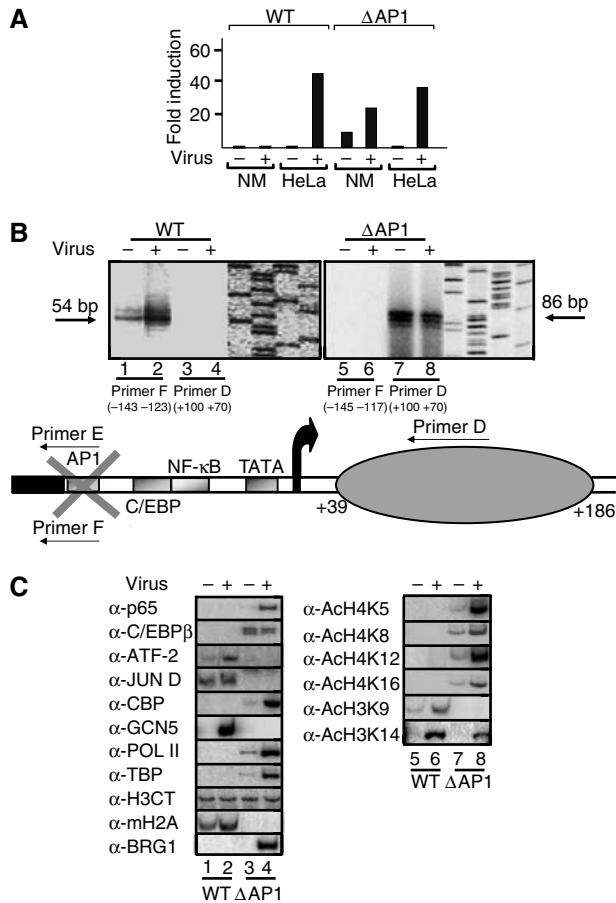 A
WT ΔAP1
Fold induction
60
40
20
Virus − + − + − + − +
NM HeLa NM HeLa
B
WT ΔAP1
Virus − + − + − + − +
54 bp 86 bp
1 2 3 4 5 6 7 8
Primer F Primer D Primer F Primer D
(−143 −123) (+100 +70) (−145 −117) (+100 +70)
Primer E Primer D
AP1 NF-κB TATA
C/EBP +39 +186
Primer F
C
Virus − + − + − + − +
α-p65
α-C/EBPβ
α-ATF-2
α-JUN D
α-CBP
α-GCN5
α-POL II
α-TBP
α-H3CT
α-mH2A
α-BRG1
1 2 3 4
WT ΔAP1
α-AcH4K5
α-AcH4K8
α-AcH4K12
α-AcH4K16
α-AcH3K9
α-AcH3K14
5 6 7 8
WT ΔAP1